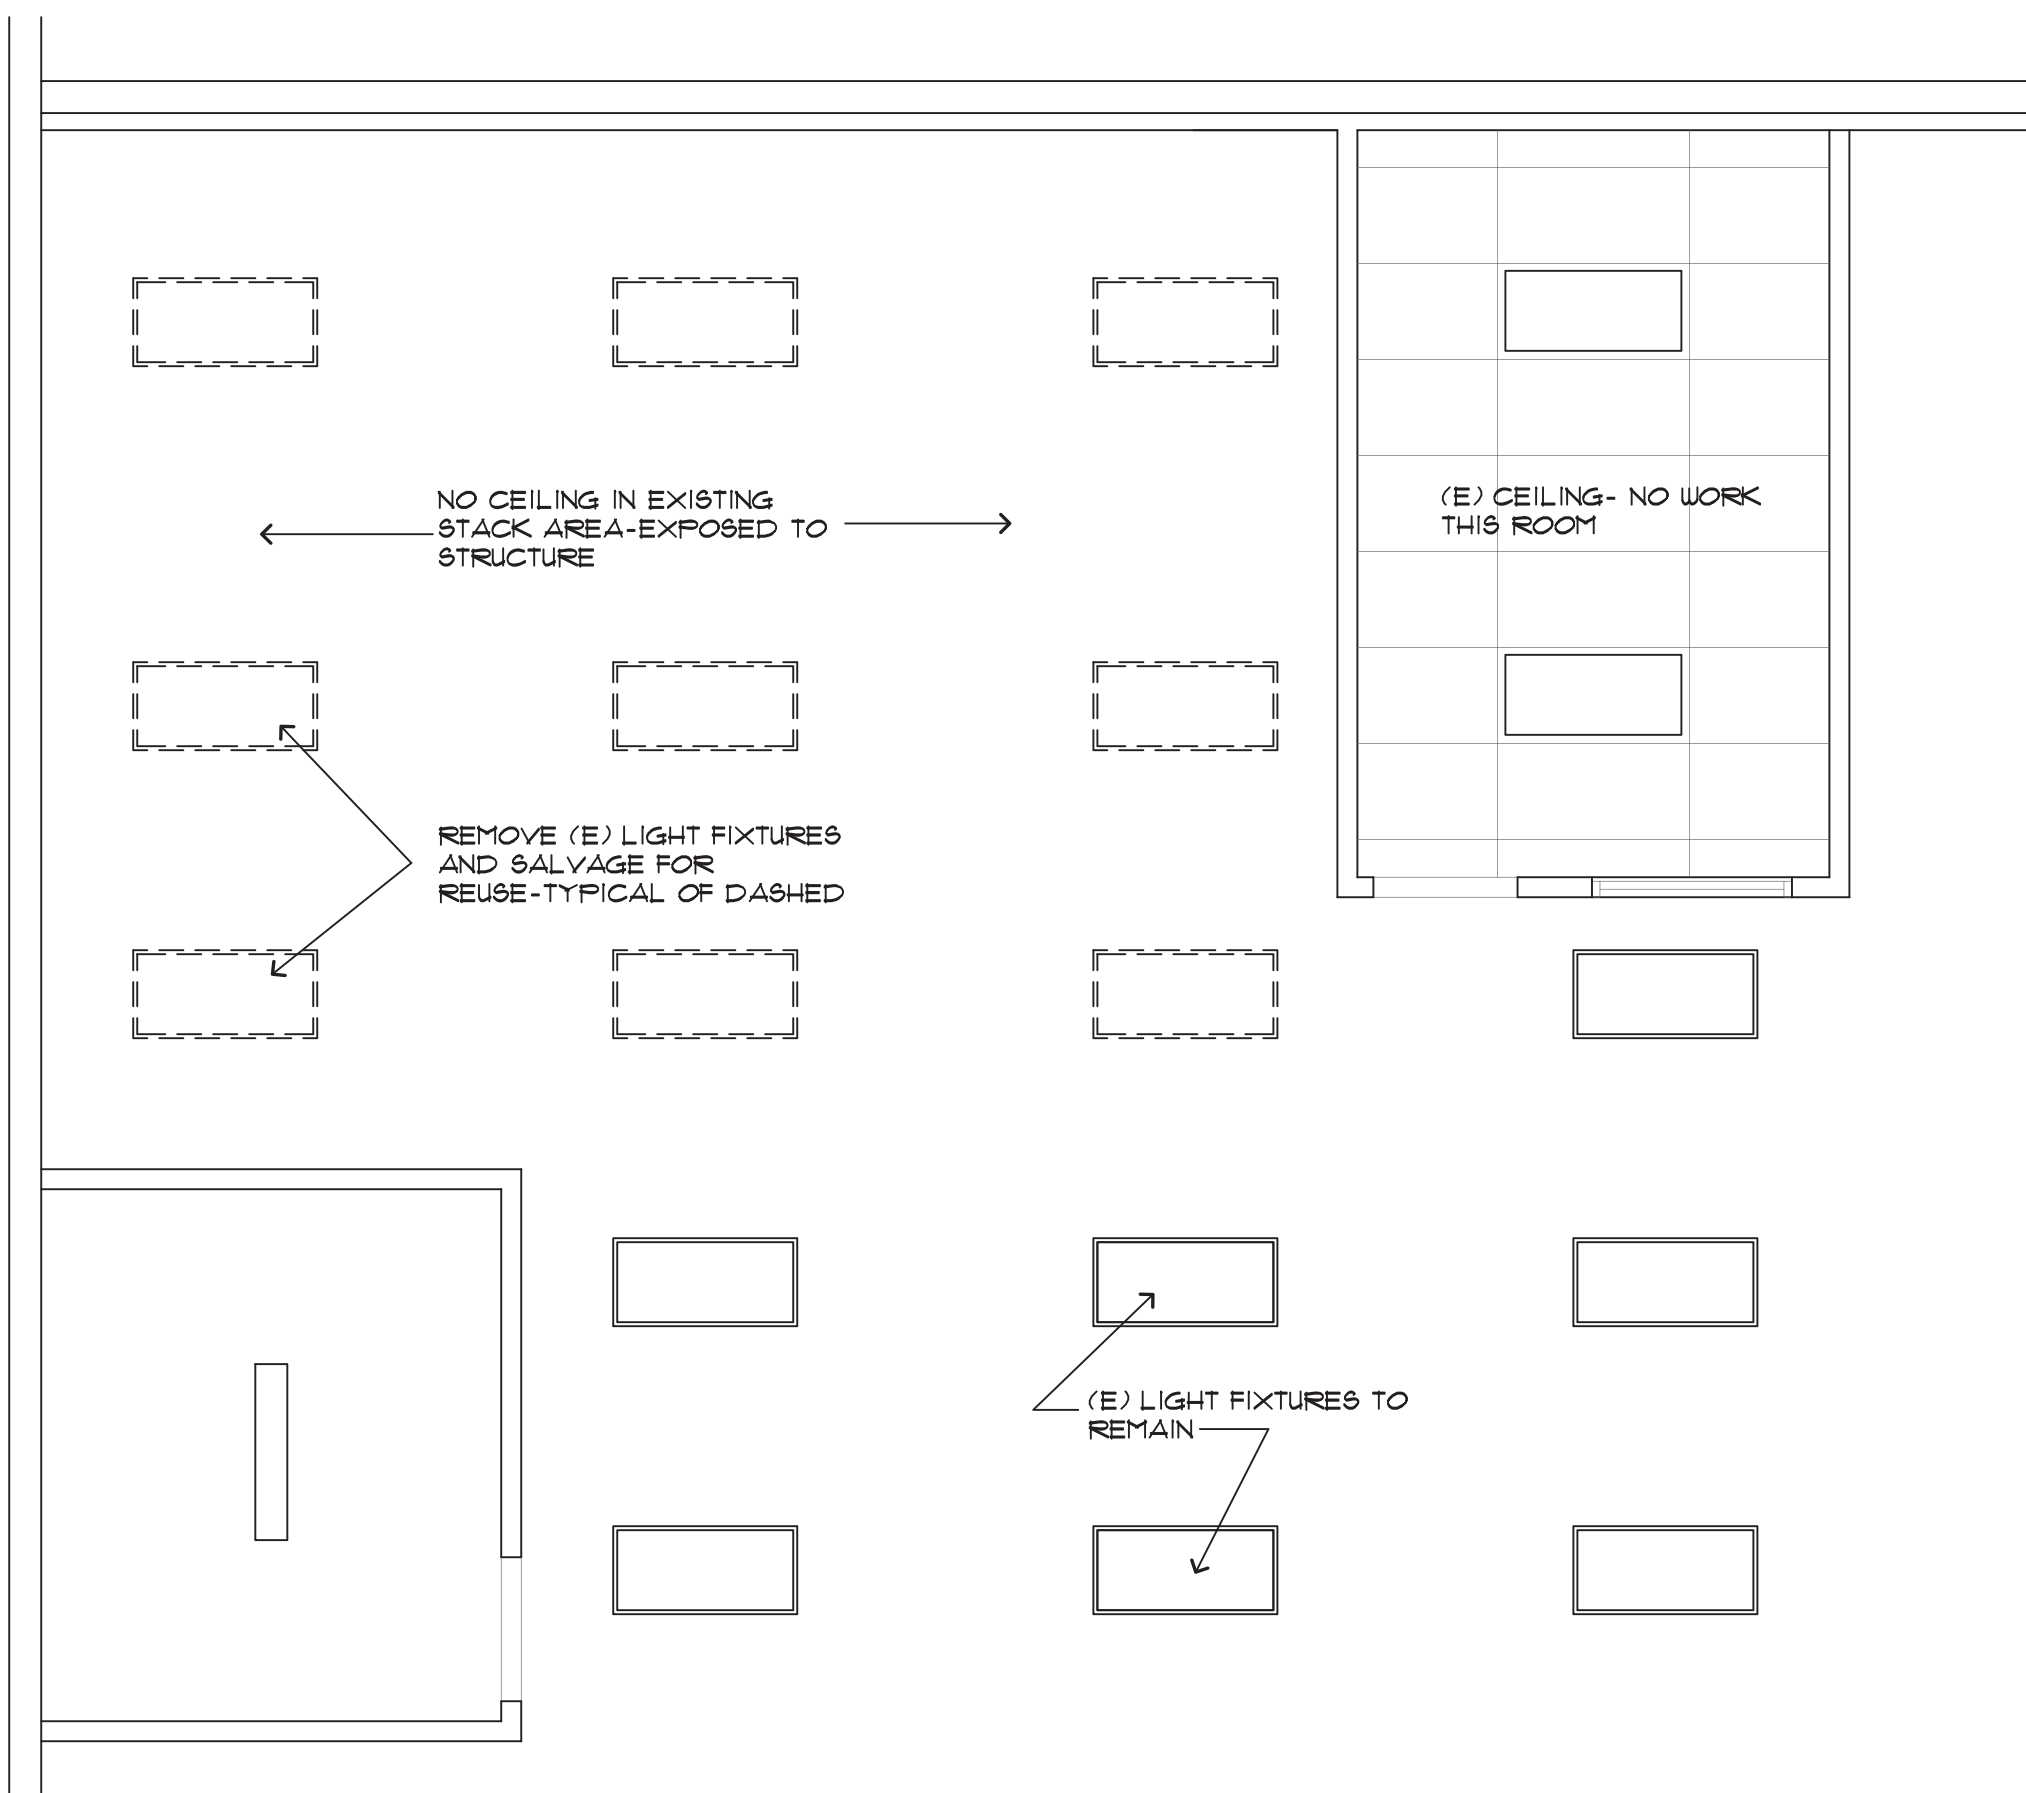 NO CEILING IN EXISTING
STACK AREA-EXPOSED TO
STRUCTURE
(E) CEILING- NO WORK
THIS ROOM
REMOVE (E) LIGHT FIXTURES
AND SALVAGE FOR
REUSE-TYPICAL OF DASHED
(E) LIGHT FIXTURES TO
REMAIN